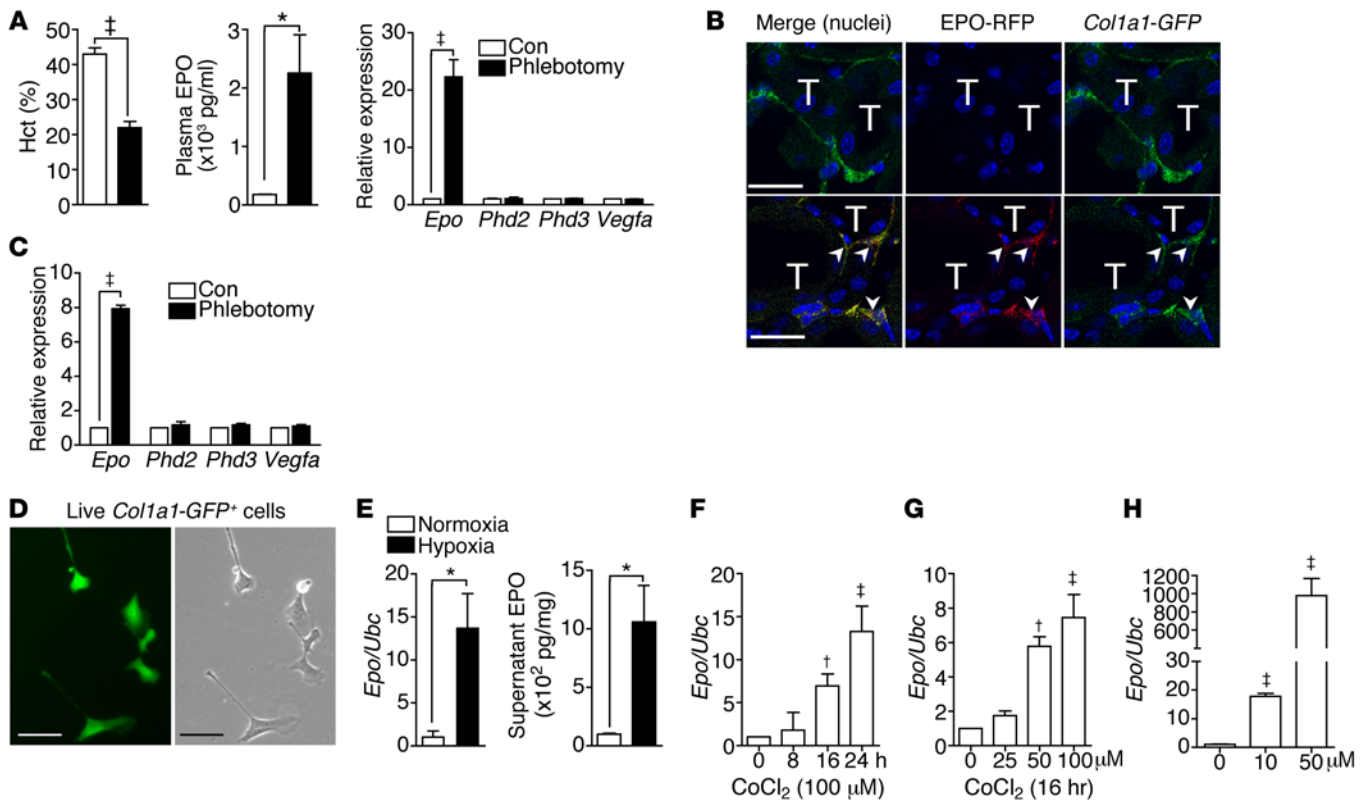 A
Hct (%)
50
40
30
20
10
0
‡
Plasma EPO
(x10³ pg/ml)
3
2
1
0
*
Relative expression
30
20
10
0
‡
Con
Phlebotomy
Epo Phd2 Phd3 Vegfa
B
Merge (nuclei) EPO-RFP Col1a1-GFP
T T T
T T T
T T T
T T T
C
Relative expression
10
8
6
4
2
0
‡
Con
Phlebotomy
Epo Phd2 Phd3 Vegfa
D
Live Col1a1-GFP⁺ cells
E
Normoxia
Hypoxia
Epo/Ubc
20
15
10
5
0
*
Supernatant EPO
(x10² pg/mg)
15
10
5
0
*
F
Epo/Ubc
20
15
10
5
0
† ‡
0 8 16 24 h
CoCl₂ (100 μM)
G
Epo/Ubc
10
8
6
4
2
0
† ‡
0 25 50 100μM
CoCl₂ (16 hr)
H
Epo/Ubc
1200
1000
800
600
30
20
10
0
‡ ‡
0 10 50 μM